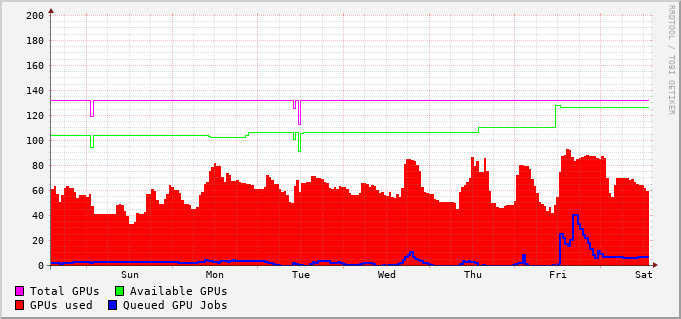 200
180
160
140
120
100
80
60
40
20
0
Sun Mon Tue Wed Thu Fri Sat
Total GPUs Available GPUs
GPUs used Queued GPU Jobs
RRDTOOL / TOBI OETIKER